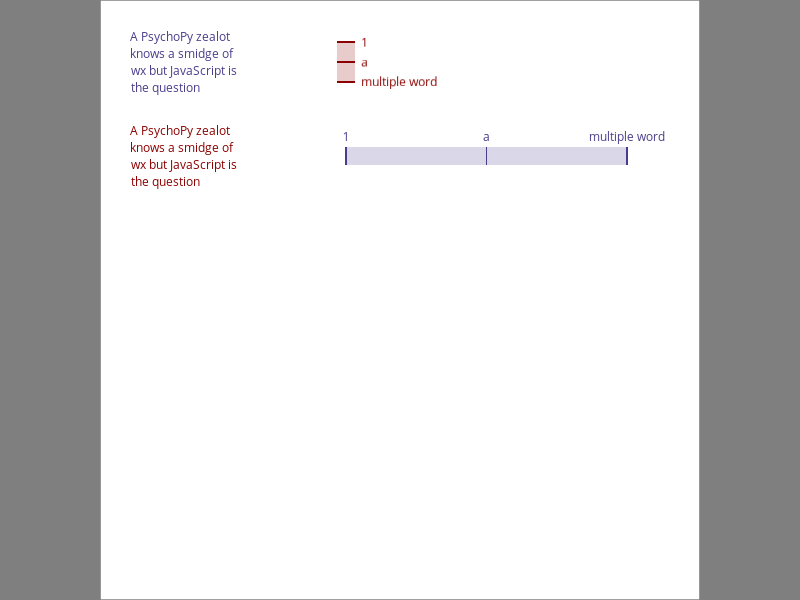 A PsychoPy zealot
knows a smidge of
wx but JavaScript is
the question
1
a
multiple word
A PsychoPy zealot
knows a smidge of
wx but JavaScript is
the question
1 a multiple word